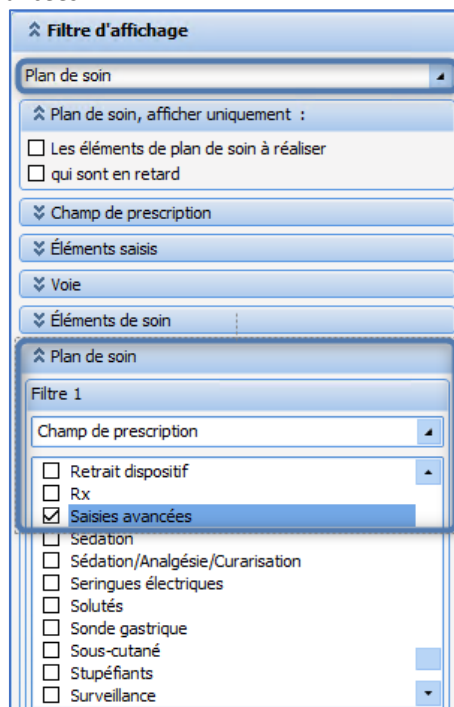 Filtre d'affichage
Plan de soin
Plan de soin, afficher uniquement :
Les éléments de plan de soin à réaliser
qui sont en retard
Champ de prescription
Éléments saisis
Voie
Éléments de soin
Plan de soin
Filtre 1
Champ de prescription
Retrait dispositif
Rx
Saisies avancées
Sédation
Sédation/Analgésie/Curarisation
Seringues électriques
Solutés
Sonde gastrique
Sous-cutané
Stupéfiants
Surveillance